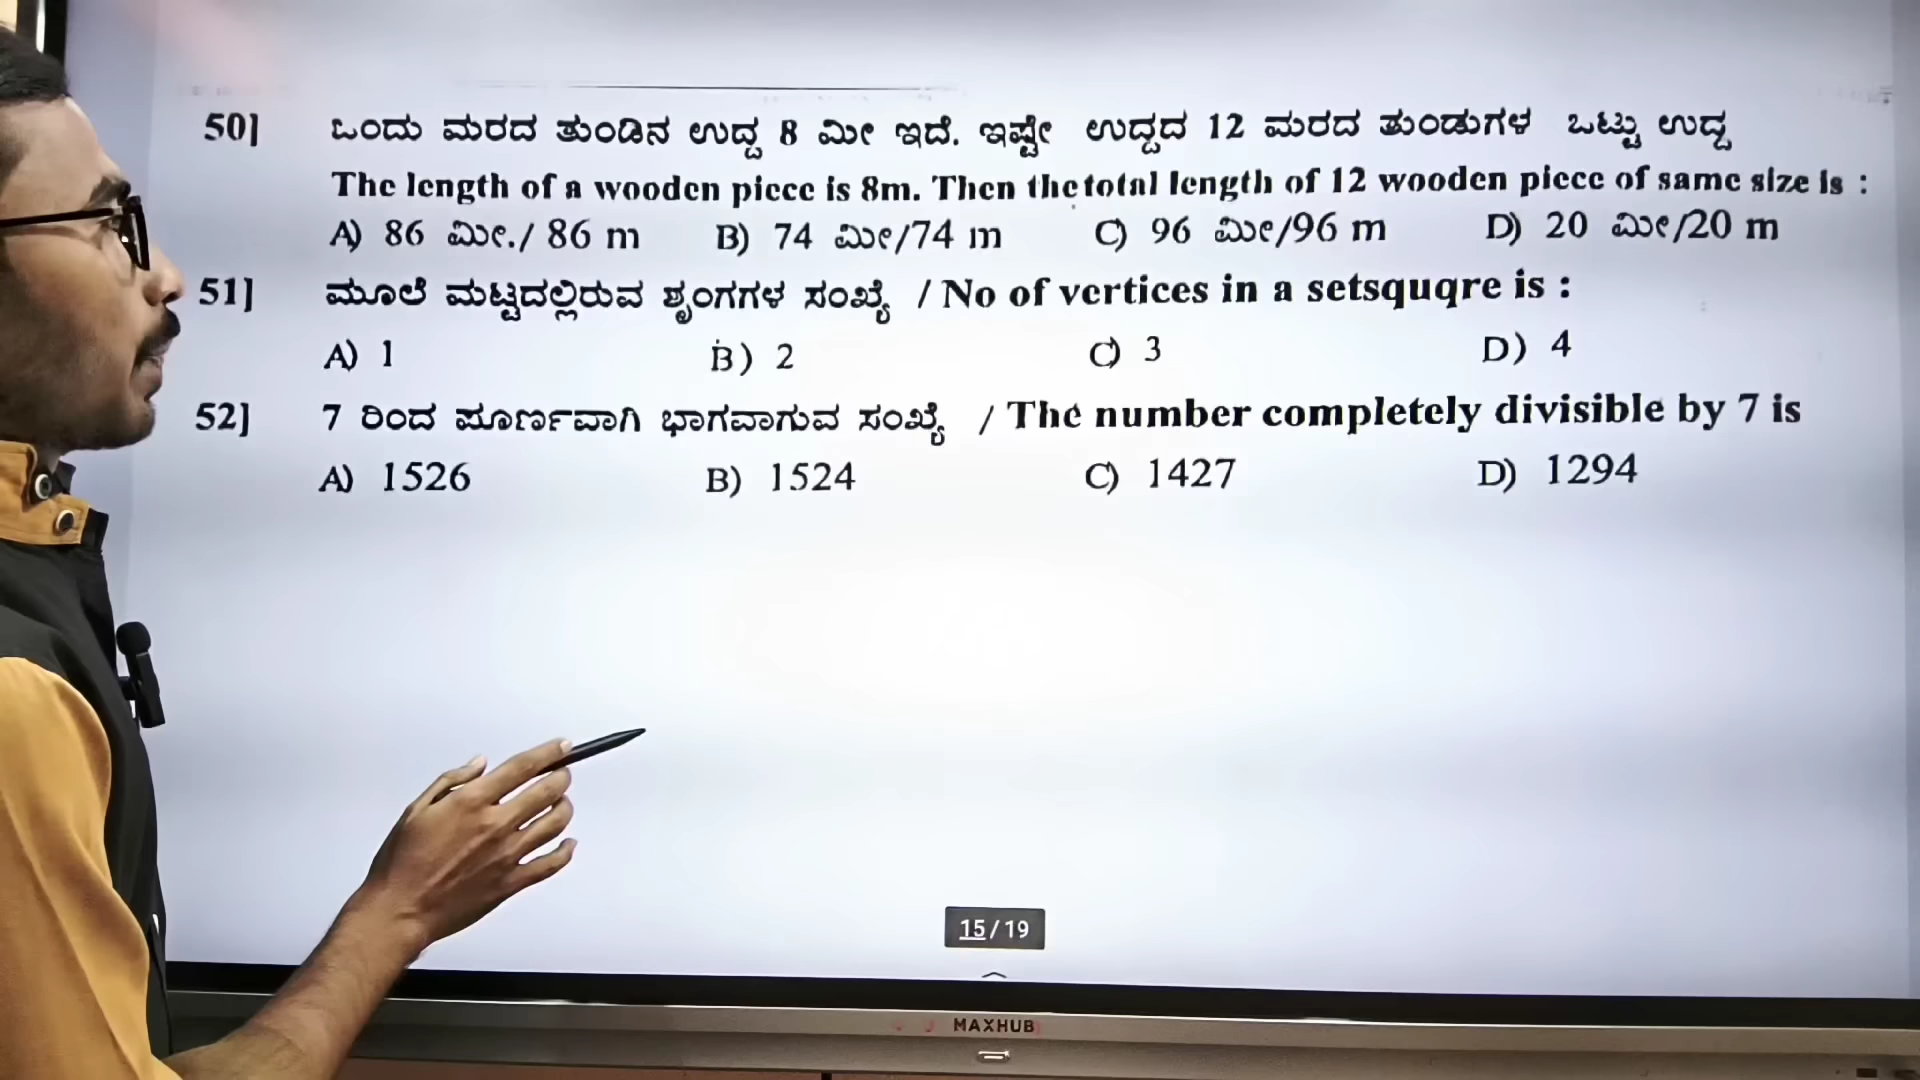 50] ಒಂದು ಮರದ ತುಂಡಿನ ಉದ್ದ 8 ಮೀ ಇದೆ. ಇಷ್ಟೇ ಉದ್ದದ 12 ಮರದ ತುಂಡುಗಳ ಒಟ್ಟು ಉದ್ದ
The length of a wooden piece is 8m. Then the total length of 12 wooden piece of same size is :
A) 86 ಮೀ./ 86 m B) 74 ಮೀ/74 m C) 96 ಮೀ/96 m D) 20 ಮೀ/20 m
51] ಮೂಲೆ ಮಟ್ಟದಲ್ಲಿರುವ ಶೃಂಗಗಳ ಸಂಖ್ಯೆ / No of vertices in a setsquqre is :
A) 1 B) 2 C) 3 D) 4
52] 7 ರಿಂದ ಪೂರ್ಣವಾಗಿ ಭಾಗವಾಗುವ ಸಂಖ್ಯೆ / The number completely divisible by 7 is
A) 1526 B) 1524 C) 1427 D) 1294
15/19
MAXHUB